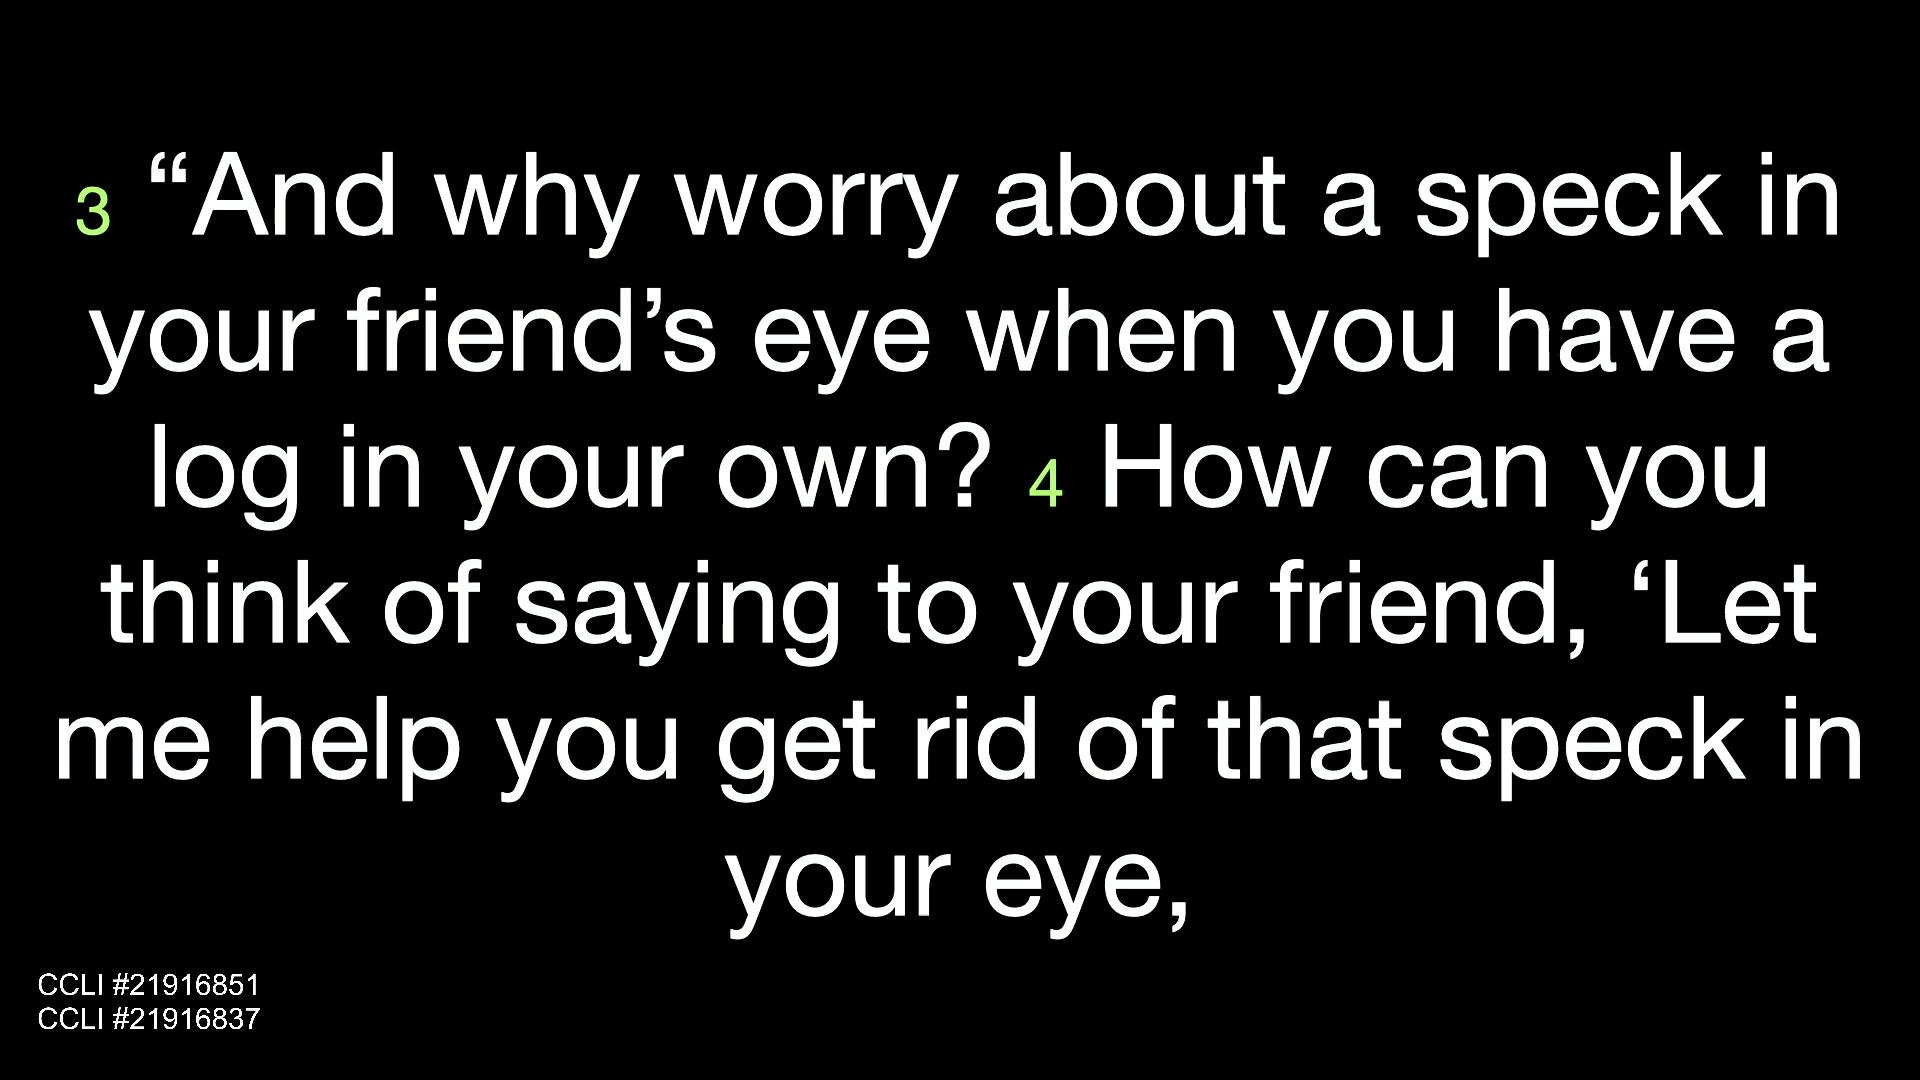 3 “And why worry about a speck in
your friend’s eye when you have a
log in your own? 4 How can you
think of saying to your friend, ‘Let
me help you get rid of that speck in
your eye,
CCLI #21916851
CCLI #21916837